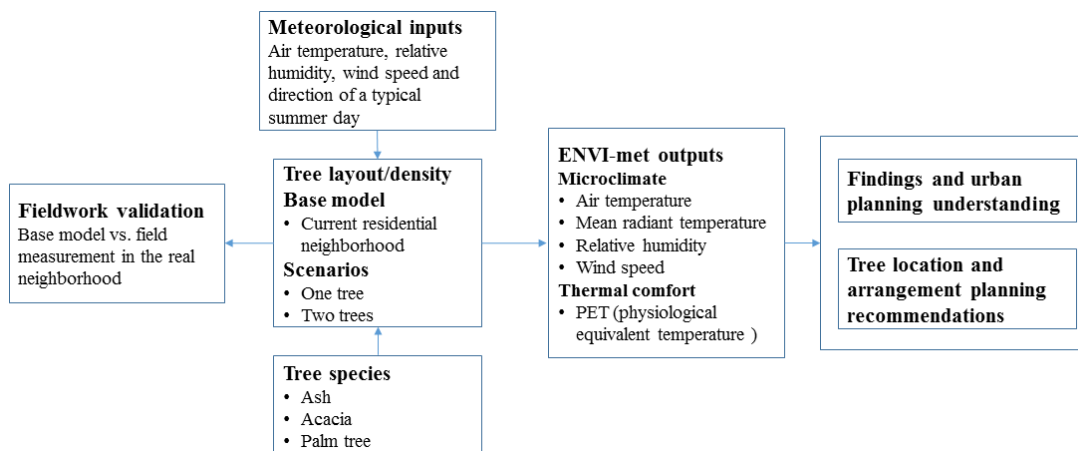 Meteorological inputs
Air temperature, relative
humidity, wind speed and
direction of a typical
summer day
Fieldwork validation
Base model vs. field
measurement in the real
neighborhood
Tree layout/density
Base model
• Current residential
neighborhood
Scenarios
• One tree
• Two trees
Tree species
• Ash
• Acacia
• Palm tree
ENVI-met outputs
Microclimate
• Air temperature
• Mean radiant temperature
• Relative humidity
• Wind speed
Thermal comfort
• PET (physiological
equivalent temperature )
Findings and urban
planning understanding
Tree location and
arrangement planning
recommendations